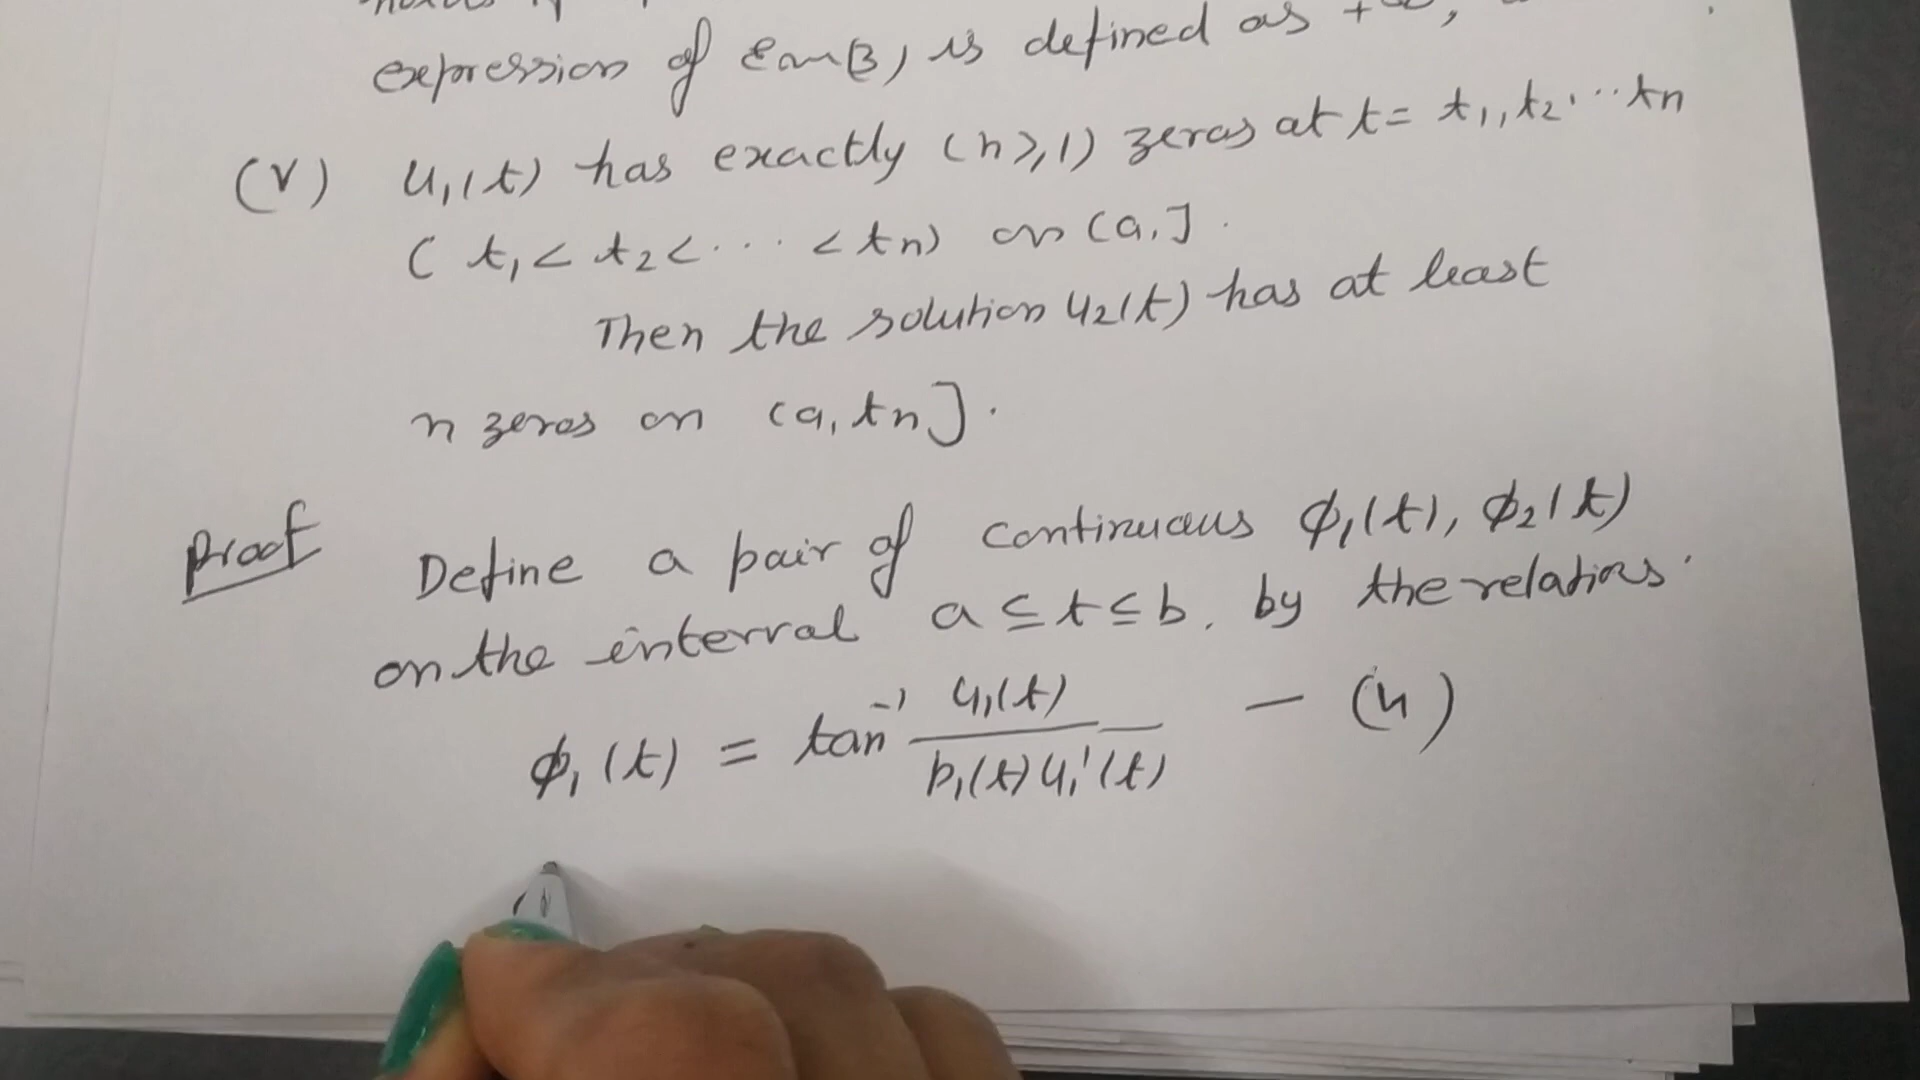 expression of Eqn (3) is defined as +∞,
(V) u₁(t) has exactly (n≥1) zeros at t = t₁, t₂, ... tn
( t₁ < t₂ < ... < tn) on (a, ].
Then the solution u₂(t) has at least
n zeros on (a, tn].
Proof Define a pair of continuous ϕ₁(t), ϕ₂(t)
on the interval a ≤ t ≤ b, by the relations.
ϕ₁(t) = tan⁻¹ u₁(t) / p₁(t) u₁'(t) — (4)